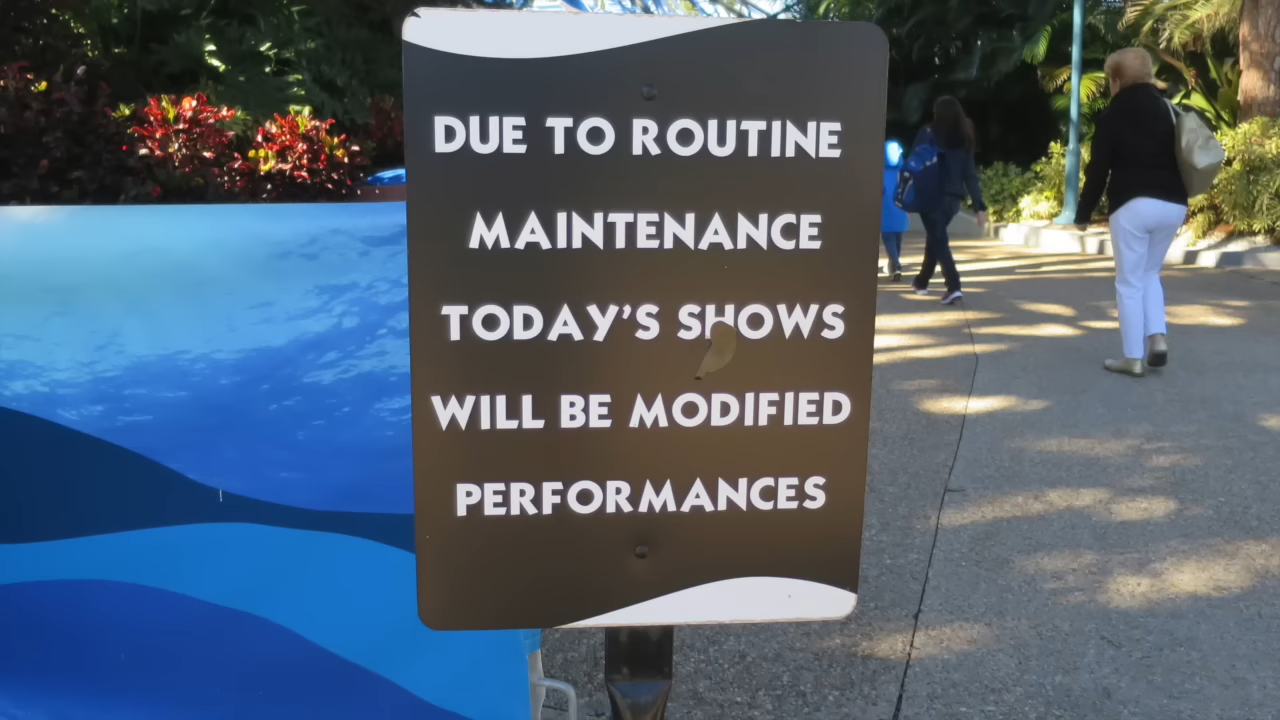 DUE TO ROUTINE
MAINTENANCE
TODAY'S SHOWS
WILL BE MODIFIED
PERFORMANCES